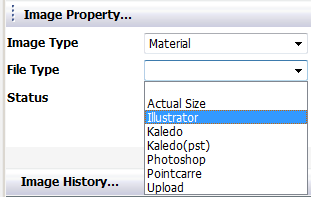 Image Property...
Image Type Material
File Type
Status
Actual Size
Illustrator
Kaledo
Kaledo(pst)
Photoshop
Pointcarre
Upload
Image History...